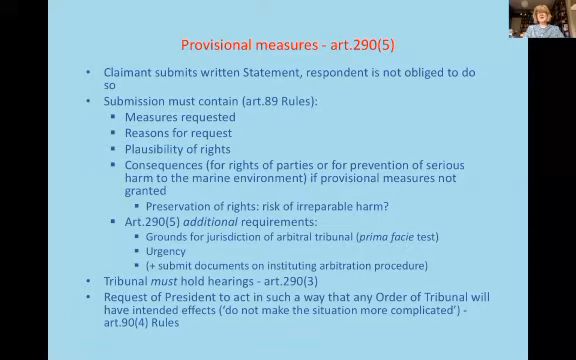 Provisional measures - art.290(5)
• Claimant submits written Statement, respondent is not obliged to do
so
• Submission must contain (art.89 Rules):
▪ Measures requested
▪ Reasons for request
▪ Plausibility of rights
▪ Consequences (for rights of parties or for prevention of serious
harm to the marine environment) if provisional measures not
granted
▪ Preservation of rights: risk of irreparable harm?
▪ Art.290(5) additional requirements:
▪ Grounds for jurisdiction of arbitral tribunal (prima facie test)
▪ Urgency
▪ (+ submit documents on instituting arbitration procedure)
• Tribunal must hold hearings - art.290(3)
• Request of President to act in such a way that any Order of Tribunal will
have intended effects ('do not make the situation more complicated') -
art.90(4) Rules